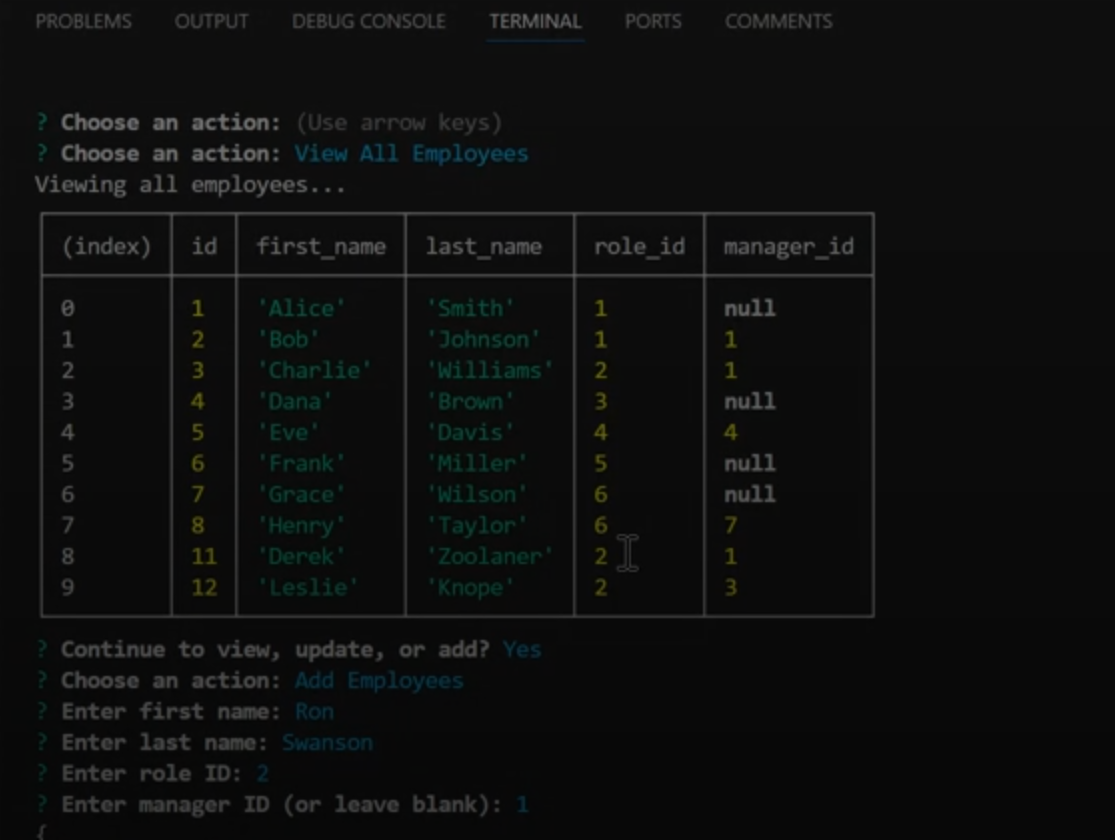 PROBLEMS OUTPUT DEBUG CONSOLE TERMINAL PORTS COMMENTS
? Choose an action: (Use arrow keys)
? Choose an action: View All Employees
Viewing all employees...
(index) id first_name last_name role_id manager_id
0 1 'Alice' 'Smith' 1 null
1 2 'Bob' 'Johnson' 1 1
2 3 'Charlie' 'Williams' 2 1
3 4 'Dana' 'Brown' 3 null
4 5 'Eve' 'Davis' 4 4
5 6 'Frank' 'Miller' 5 null
6 7 'Grace' 'Wilson' 6 null
7 8 'Henry' 'Taylor' 6 7
8 11 'Derek' 'Zoolaner' 2 1
9 12 'Leslie' 'Knope' 2 3
? Continue to view, update, or add? Yes
? Choose an action: Add Employees
? Enter first name: Ron
? Enter last name: Swanson
? Enter role ID: 2
? Enter manager ID (or leave blank): 1
{